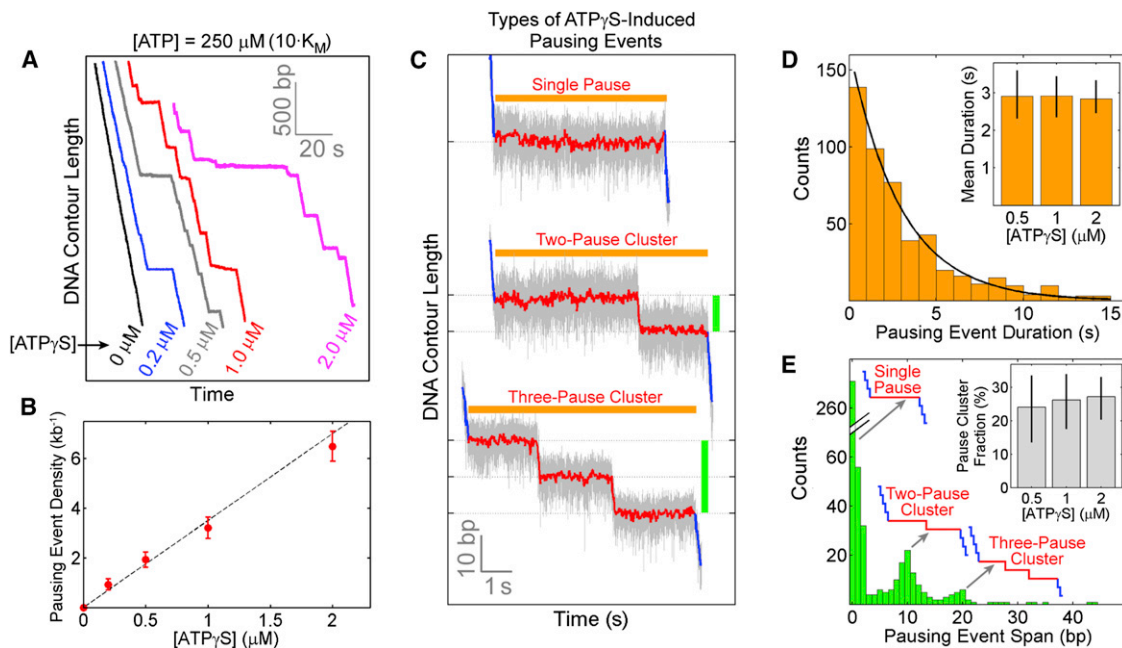 A
[ATP] = 250 μM (10·K_M)
DNA Contour Length
500 bp
20 s
[ATPγS]
0 μM
0.2 μM
0.5 μM
1.0 μM
2.0 μM
Time
B
Pausing Event Density (kb⁻¹)
6
4
2
0
0.5
1
1.5
2
[ATPγS] (μM)
Types of ATPγS-Induced
Pausing Events
C
Single Pause
Two-Pause Cluster
Three-Pause Cluster
DNA Contour Length
10 bp
1 s
Time (s)
D
Counts
150
100
50
0
5
10
15
Pausing Event Duration (s)
Mean Duration (s)
3
2
1
0.5
1
2
[ATPγS] (μM)
E
Counts
260
60
40
20
0
20
40
Pausing Event Span (bp)
Single
Pause
Two-Pause
Cluster
Three-Pause
Cluster
Pause Cluster
Fraction (%)
30
20
10
0
0.5
1
2
[ATPγS] (μM)